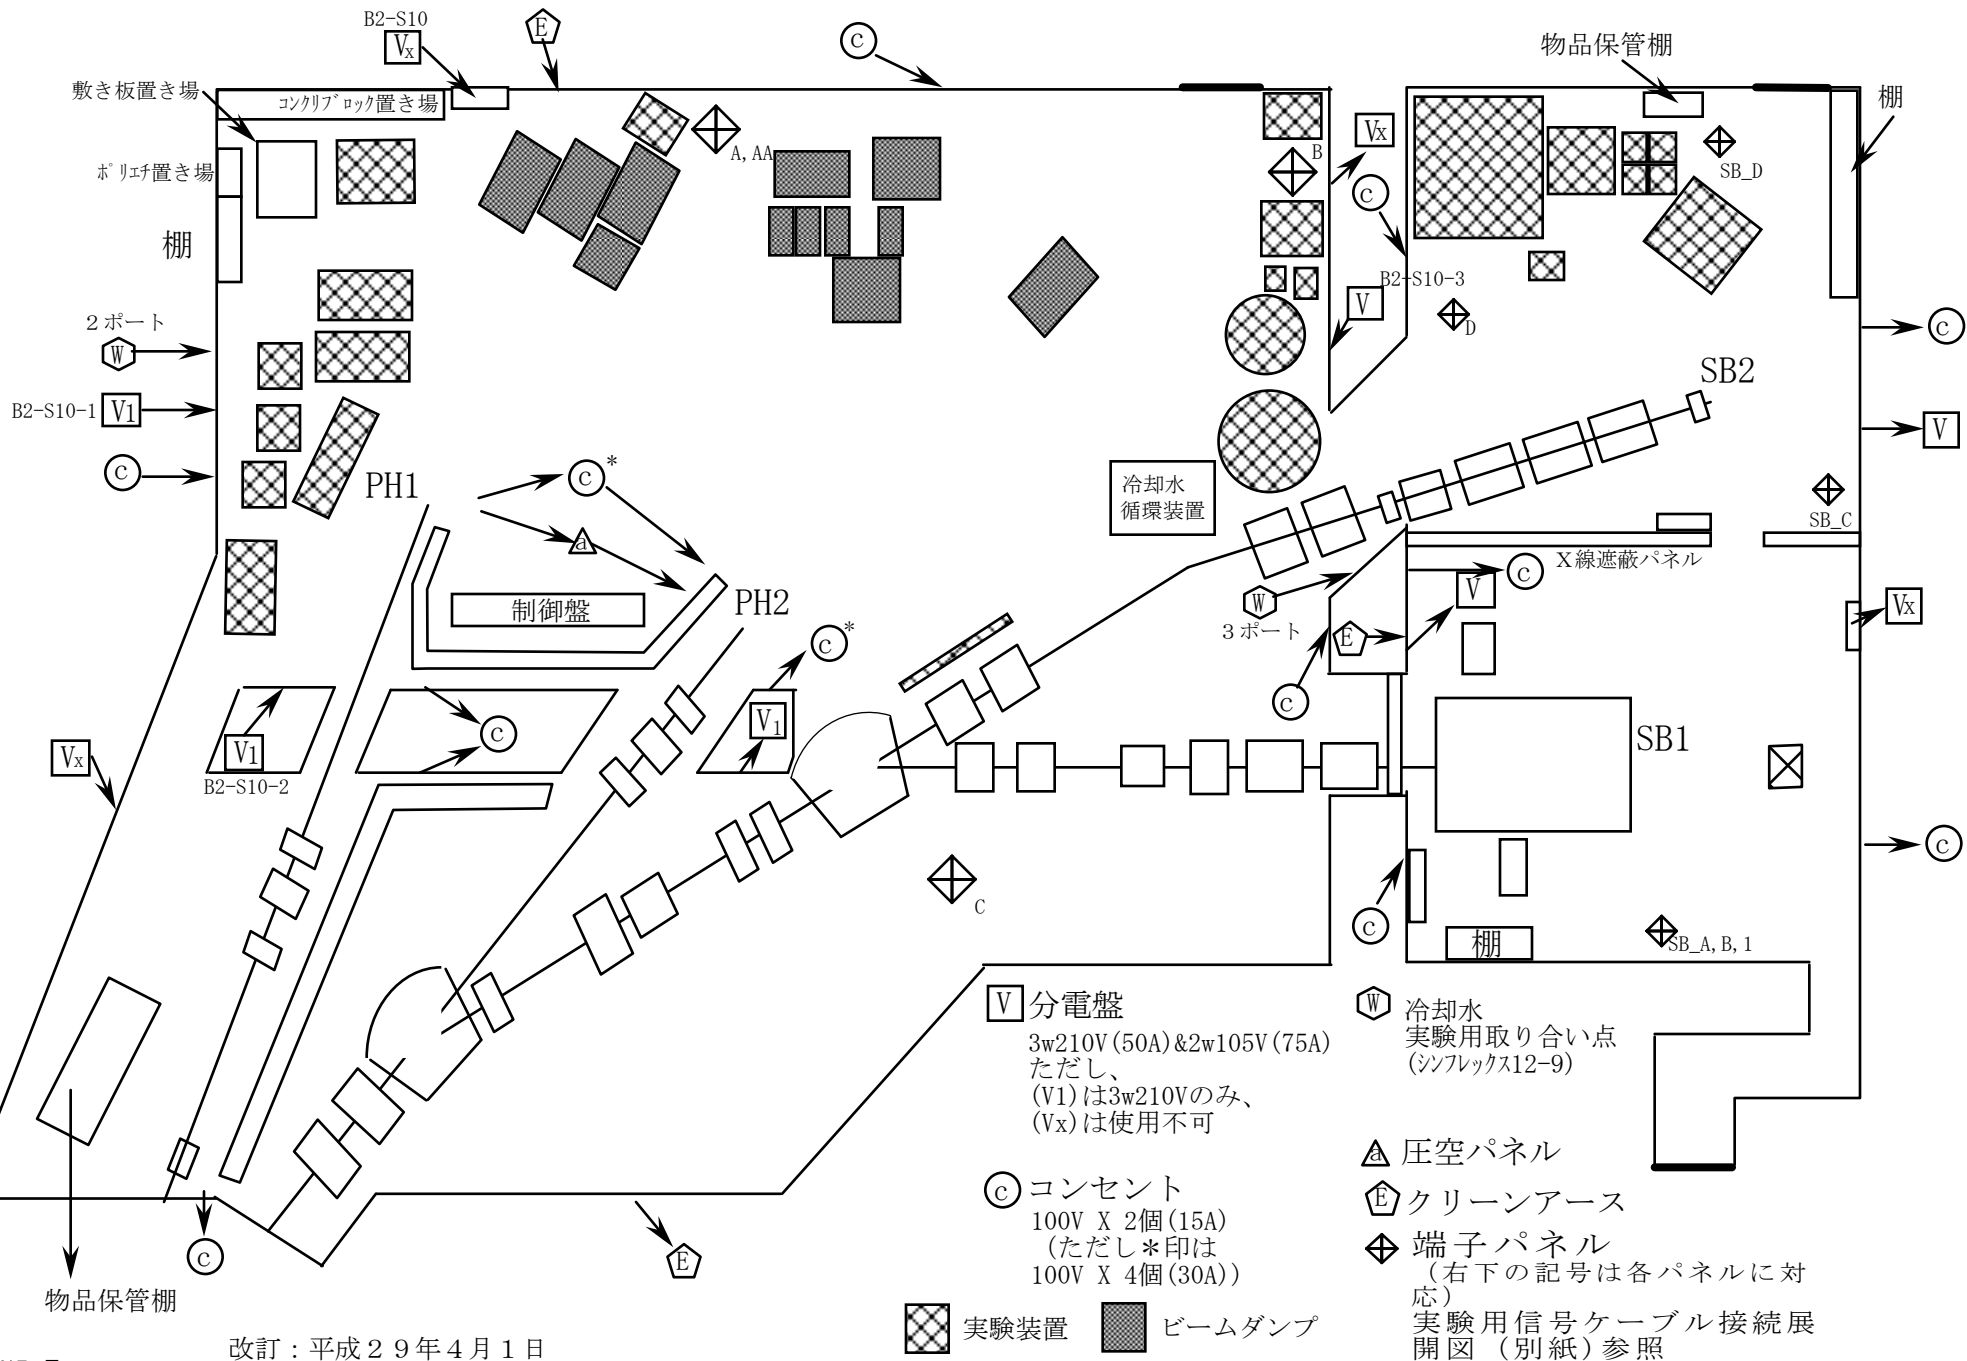 B2-S10
Vx
E
c
物品保管棚
敷き板置き場
コンクリブロック置き場
棚
A,AA
B
Vx
SB_D
ポリエチ置き場
c
棚
B2-S10-3
V
D
c
2ポート
W
SB2
B2-S10-1
V1
V
c
PH1
c
*
冷却水
循環装置
SB_C
a
X線遮蔽パネル
c
V
制御盤
PH2
W
3ポート
E
Vx
c
*
c
V1
c
SB1
Vx
V1
B2-S10-2
c
C
c
棚
SB_A,B,1
V 分電盤
3w210V(50A)&2w105V(75A)
ただし、
(V1)は3w210Vのみ、
(Vx)は使用不可
W 冷却水
実験用取り合い点
(シンフレックス12-9)
a 圧空パネル
c コンセント
100V X 2個(15A)
(ただし*印は
100V X 4個(30A))
E クリーンアース
端子パネル
(右下の記号は各パネルに対
応)
実験用信号ケーブル接続展
開図 (別紙)参照
c
E
物品保管棚
実験装置
ビームダンプ
改訂：平成29年4月1日